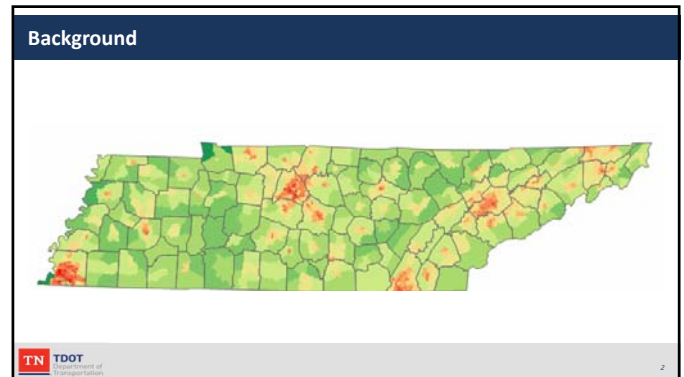 Background
TN
TDOT
Department of
Transportation
2